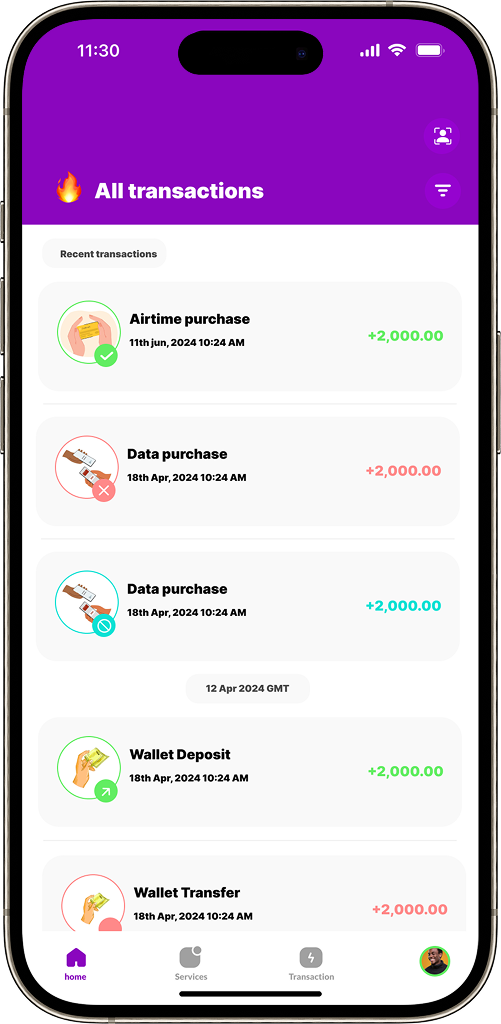 11:30
All transactions
Recent transactions
Airtime purchase
11th jun, 2024 10:24 AM
+2,000.00
Data purchase
18th Apr, 2024 10:24 AM
+2,000.00
Data purchase
18th Apr, 2024 10:24 AM
+2,000.00
12 Apr 2024 GMT
Wallet Deposit
18th Apr, 2024 10:24 AM
+2,000.00
Wallet Transfer
18th Apr, 2024 10:24 AM
+2,000.00
home
Services
Transaction